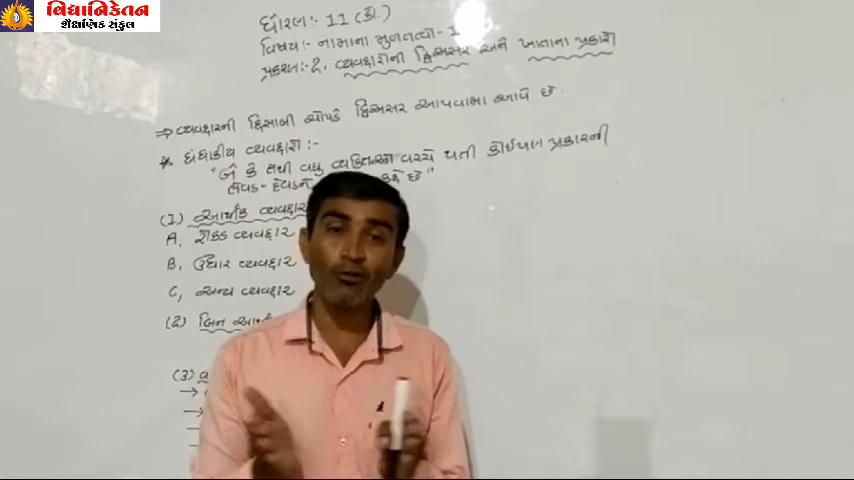 વિદ્યાનિકેતન
શૈક્ષણિક સંકુલ
ધોરણ:- 11 (કો.)
વિષય:- નામાના મુળતત્વો - 1
પ્રકરણ:- 2. વ્યવહારોની દ્વિઅસર અને ખાતાના પ્રકારો
⇒ વ્યવહારની હિસાબી ચોપડે દ્વિઅસર આપવામાં આવે છે.
* ધંધાકીય વ્યવહારો :-
"બે કે તેથી વધુ વ્યક્તિઓ વચ્ચે થતી કોઈપણ પ્રકારની
લેવડ-દેવડને કહે છે"
(1) આર્થિક વ્યવહાર
A, રોકડ વ્યવહાર
B, ઉધાર વ્યવહાર
C, અન્ય વ્યવહાર
(2) બિન
(3)
→
→